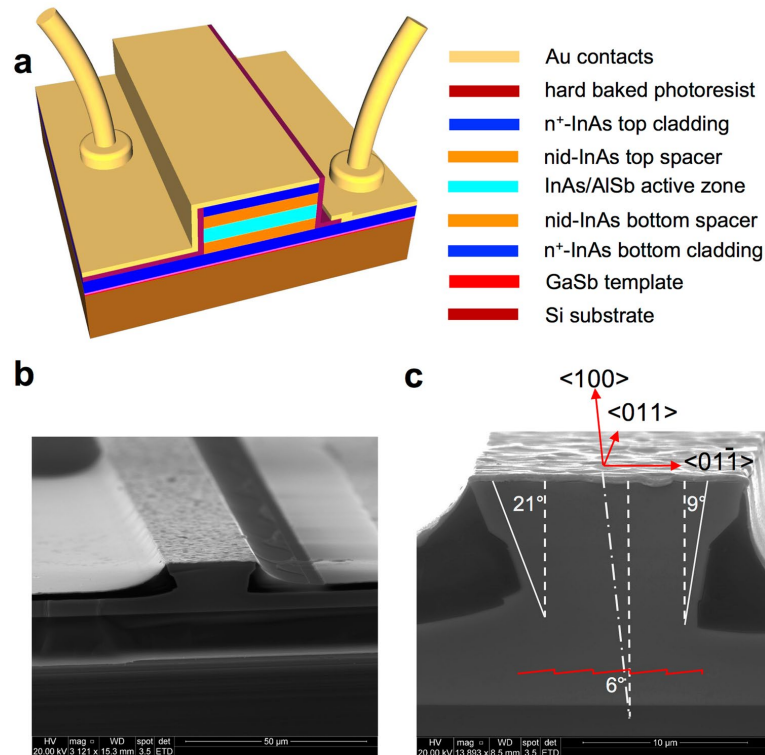 a
Au contacts
hard baked photoresist
n⁺-InAs top cladding
nid-InAs top spacer
InAs/AlSb active zone
nid-InAs bottom spacer
n⁺-InAs bottom cladding
GaSb template
Si substrate
b
HV mag WD spot det
20.00 kV 3 121 x 15.3 mm 3.5 ETD
50 µm
c
<100>
<011>
<011̄>
21°
9°
6°
HV mag WD spot det
20.00 kV 13 893 x 8.5 mm 3.5 ETD
10 µm